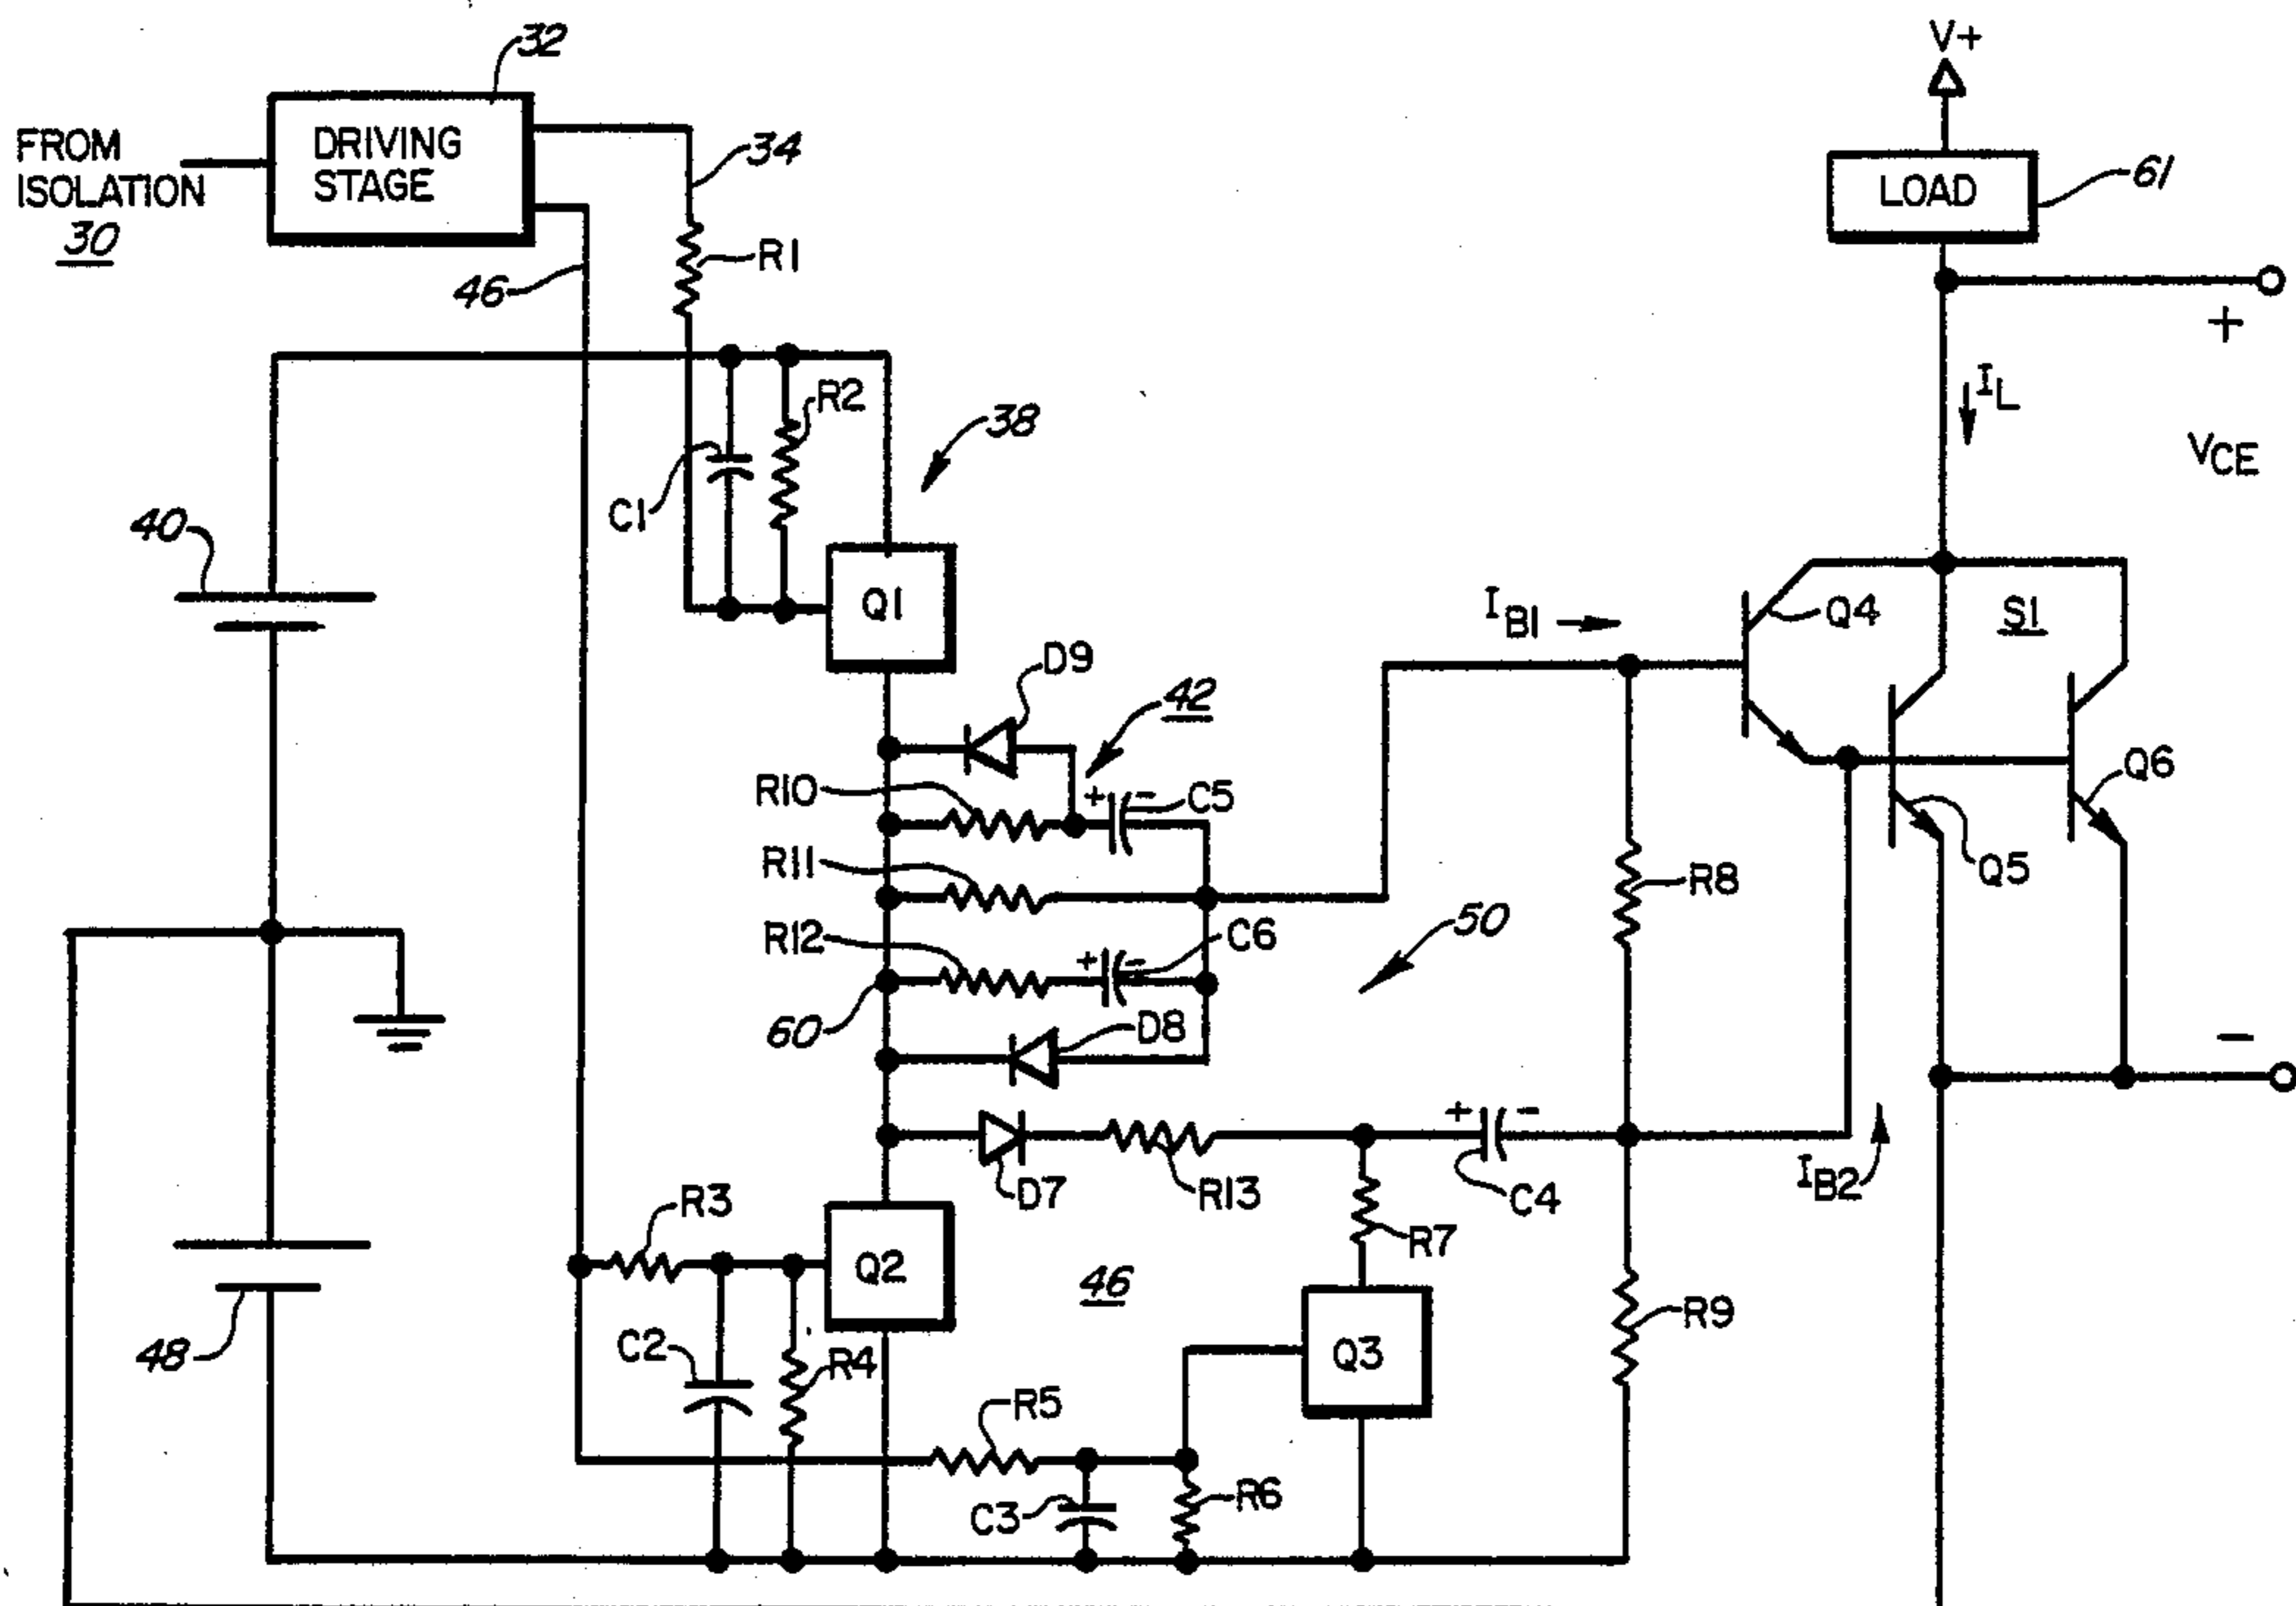 V+
32
FROM
ISOLATION
30
DRIVING
STAGE
34
LOAD
61
46
R1
+
R2
38
IL
VCE
C1
40
Q1
IB1
Q4
S1
D9
42
R10
+ -
C5
Q6
R11
R8
Q5
R12
+ -
C6
50
60
D8
-
+ -
D7
R13
C4
IB2
R3
R7
Q2
46
R9
48
C2
R4
Q3
R5
C3
R6